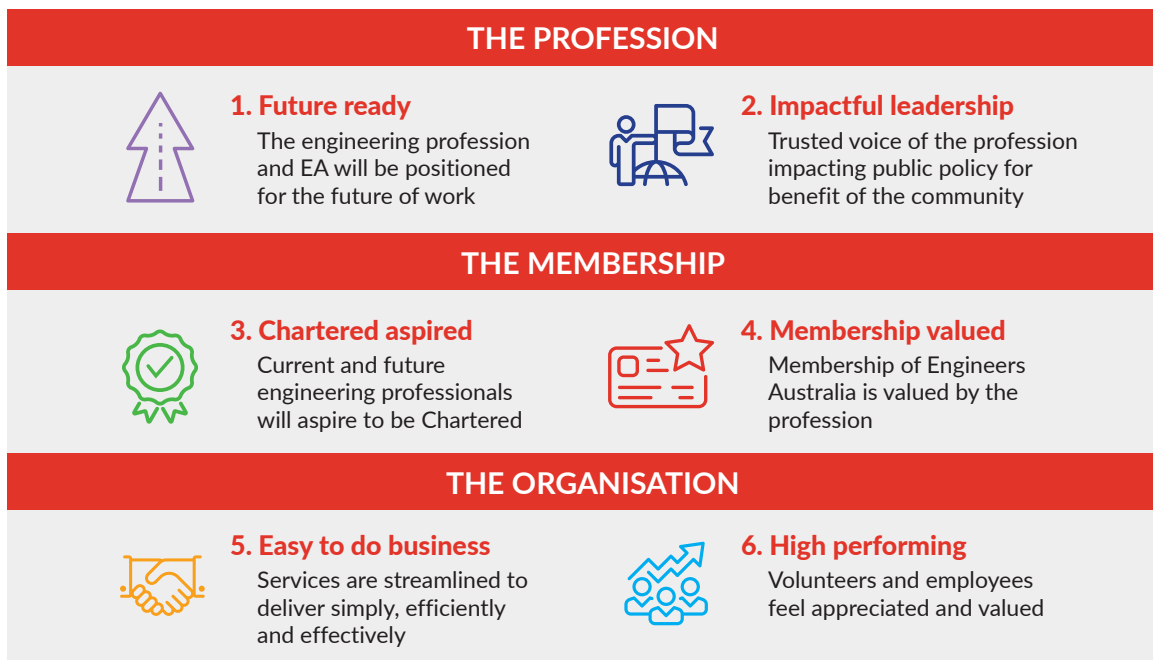 THE PROFESSION
1. Future ready
The engineering profession
and EA will be positioned
for the future of work
2. Impactful leadership
Trusted voice of the profession
impacting public policy for
benefit of the community
THE MEMBERSHIP
3. Chartered aspired
Current and future
engineering professionals
will aspire to be Chartered
4. Membership valued
Membership of Engineers
Australia is valued by the
profession
THE ORGANISATION
5. Easy to do business
Services are streamlined to
deliver simply, efficiently
and effectively
6. High performing
Volunteers and employees
feel appreciated and valued